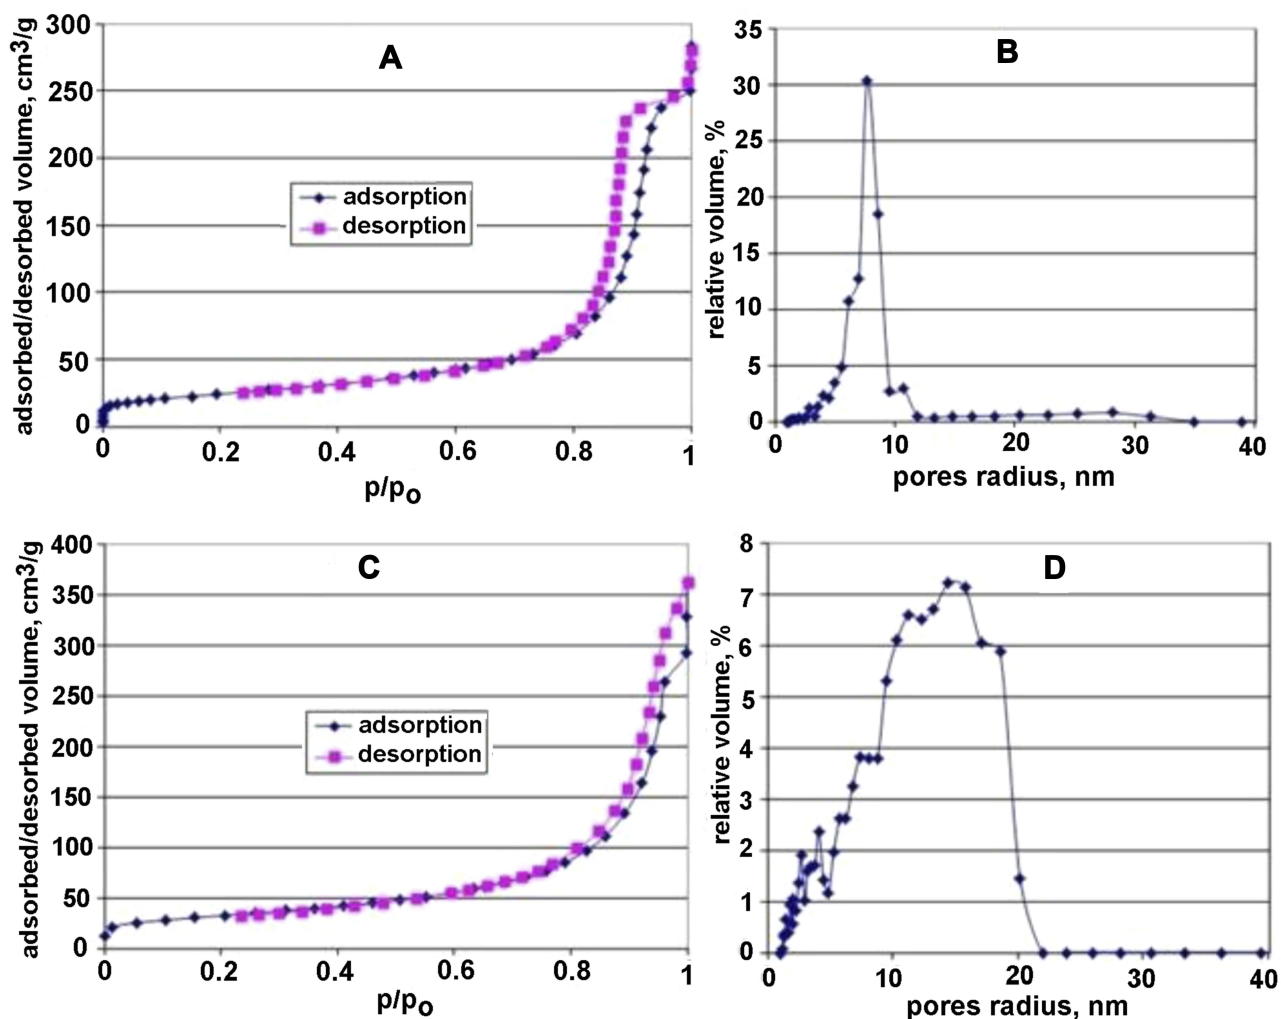 A
adsorbed/desorbed volume, cm3/g
300
250
200
150
100
50
0
adsorption
desorption
0 0.2 0.4 0.6 0.8 1
p/po
B
relative volume, %
35
30
25
20
15
10
5
0
0 10 20 30 40
pores radius, nm
C
adsorbed/desorbed volume, cm3/g
400
350
300
250
200
150
100
50
0
adsorption
desorption
0 0.2 0.4 0.6 0.8 1
p/po
D
relative volume, %
8
7
6
5
4
3
2
1
0
0 10 20 30 40
pores radius, nm